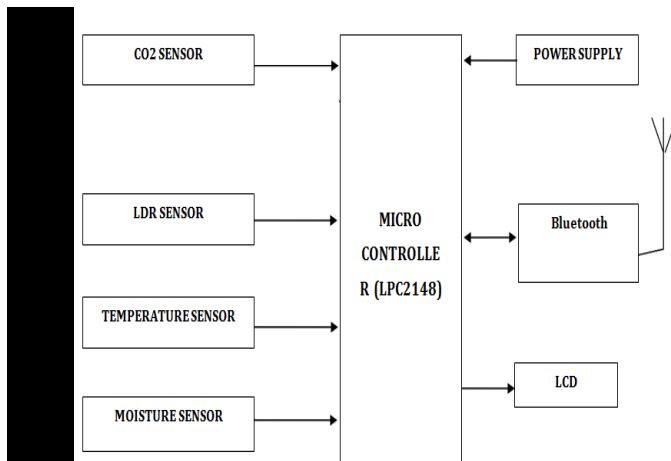 CO2 SENSOR
POWER SUPPLY
LDR SENSOR
MICRO
CONTROLLE
R (LPC2148)
Bluetooth
TEMPERATURE SENSOR
LCD
MOISTURE SENSOR